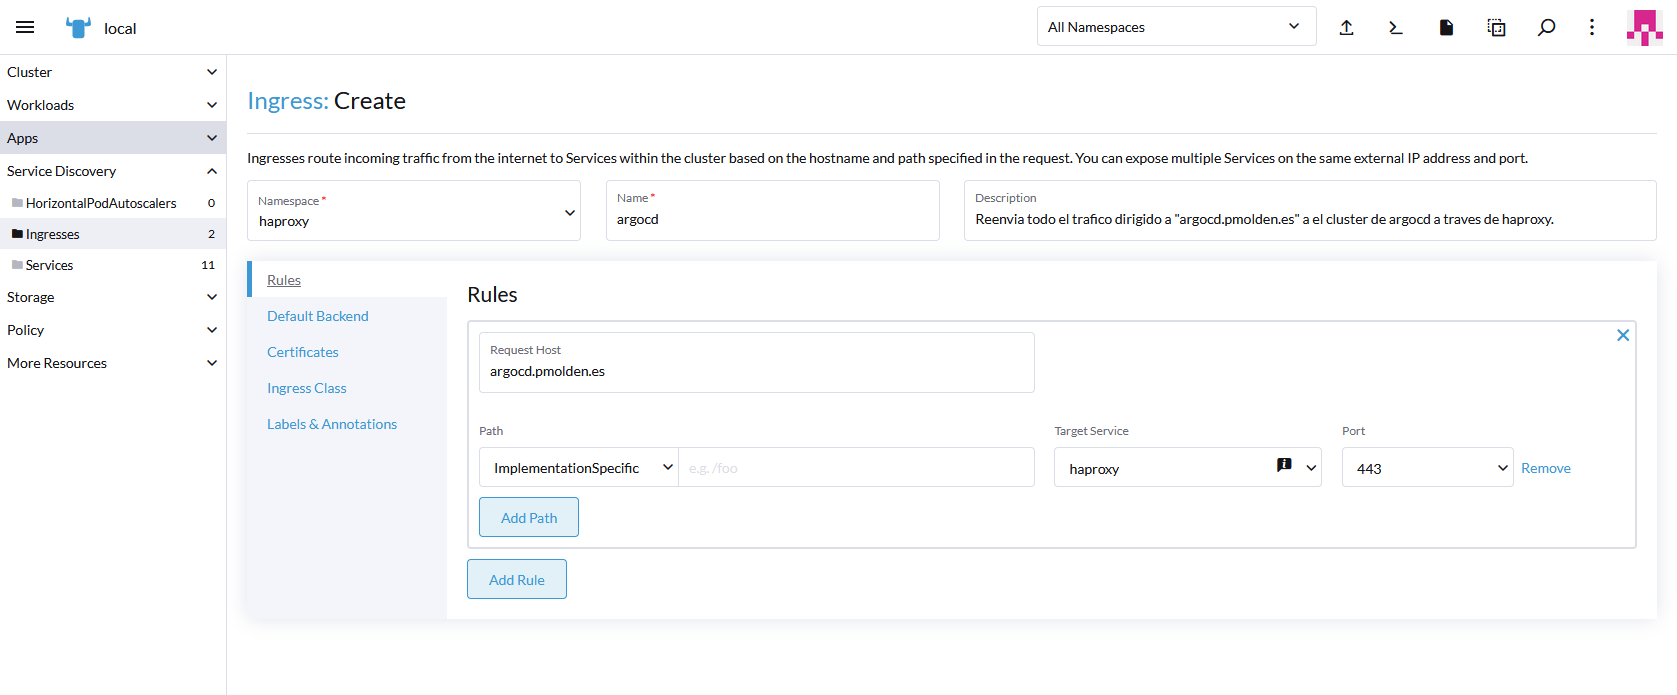 local
All Namespaces
Cluster
Workloads
Apps
Service Discovery
HorizontalPodAutoscalers 0
Ingresses 2
Services 11
Storage
Policy
More Resources
Ingress: Create
Ingresses route incoming traffic from the internet to Services within the cluster based on the hostname and path specified in the request. You can expose multiple Services on the same external IP address and port.
Namespace *
haproxy
Name *
argocd
Description
Reenvia todo el trafico dirigido a "argocd.pmolden.es" a el cluster de argocd a traves de haproxy.
Rules
Default Backend
Certificates
Ingress Class
Labels & Annotations
Rules
Request Host
argocd.pmolden.es
Path Target Service Port
ImplementationSpecific e.g. /foo haproxy 443 Remove
Add Path
Add Rule